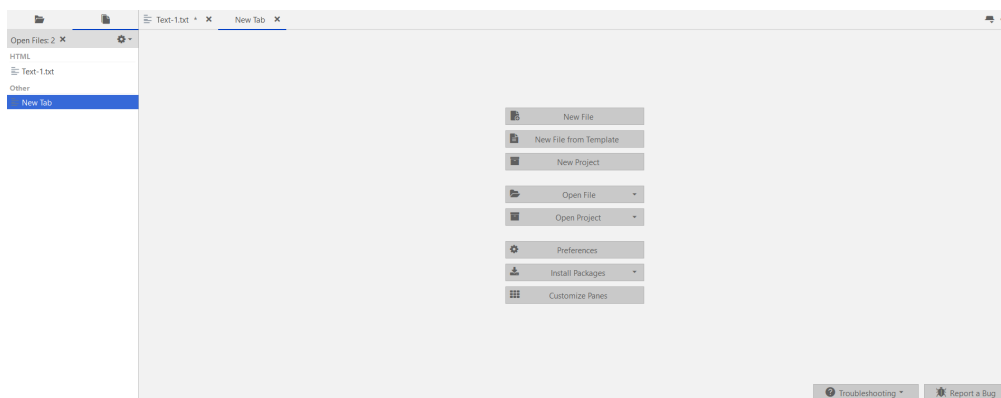 Text-1.txt * × New Tab ×
Open Files: 2 ×
HTML
Text-1.txt
Other
New Tab
New File
New File from Template
New Project
Open File
Open Project
Preferences
Install Packages
Customize Panes
Troubleshooting
Report a Bug